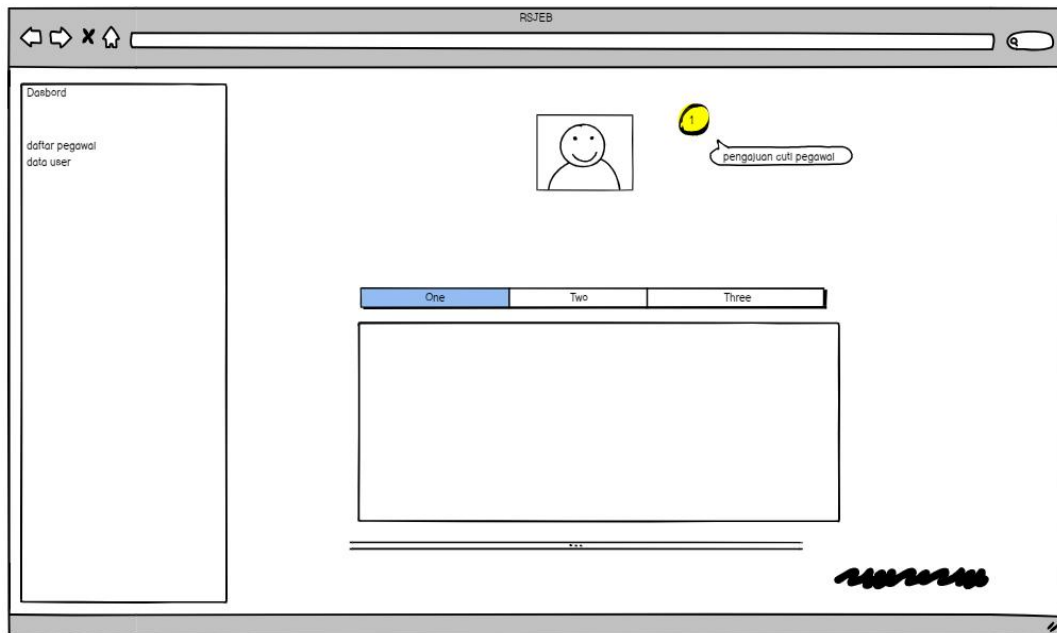 RSJEB
Dasbord
daftar pegawai
data user
1
pengajuan cuti pegawai
One Two Three